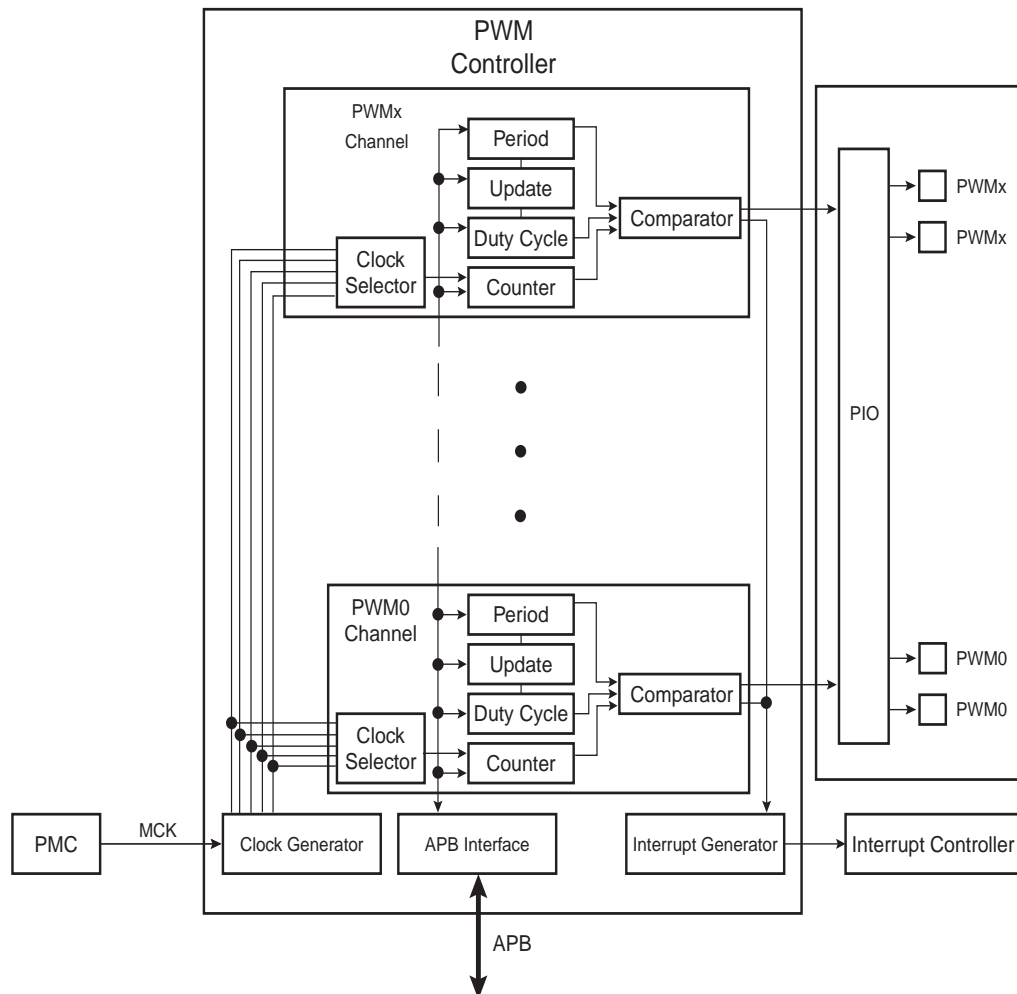 PWM
Controller
PWMx
Channel
Period
Update
Duty Cycle
Counter
Clock
Selector
Comparator
PIO
PWMx
PWMx
PWM0
Channel
Period
Update
Duty Cycle
Counter
Clock
Selector
Comparator
PWM0
PWM0
PMC
MCK
Clock Generator
APB Interface
Interrupt Generator
Interrupt Controller
APB